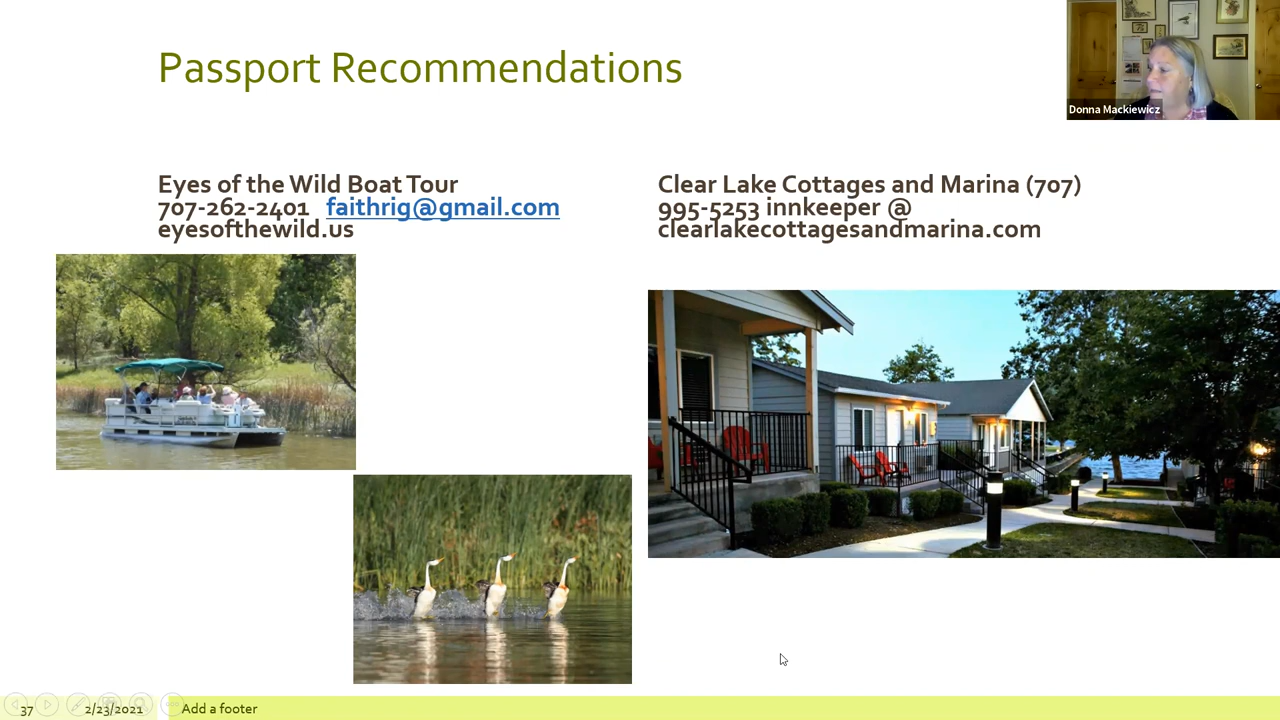 Passport Recommendations
Donna Mackiewicz
Eyes of the Wild Boat Tour
707-262-2401 faithrig@gmail.com
eyesofthewild.us
Clear Lake Cottages and Marina (707)
995-5253 innkeeper @
clearlakecottagesandmarina.com
37 2/23/2021 Add a footer